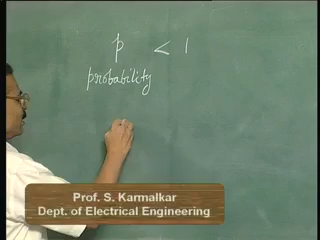 p < 1
probability
Prof. S. Karmalkar
Dept. of Electrical Engineering